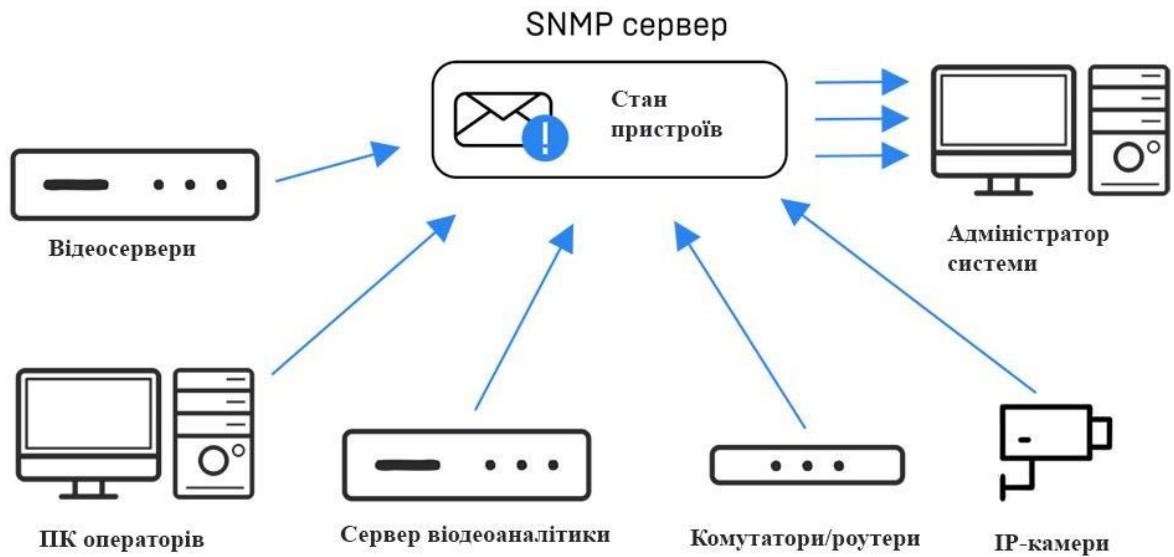 SNMP сервер
Стан
пристроїв
Відеосервери
Адміністратор
системи
ПК операторів
Сервер віодеоаналітики
Комутатори/роутери
IP-камери